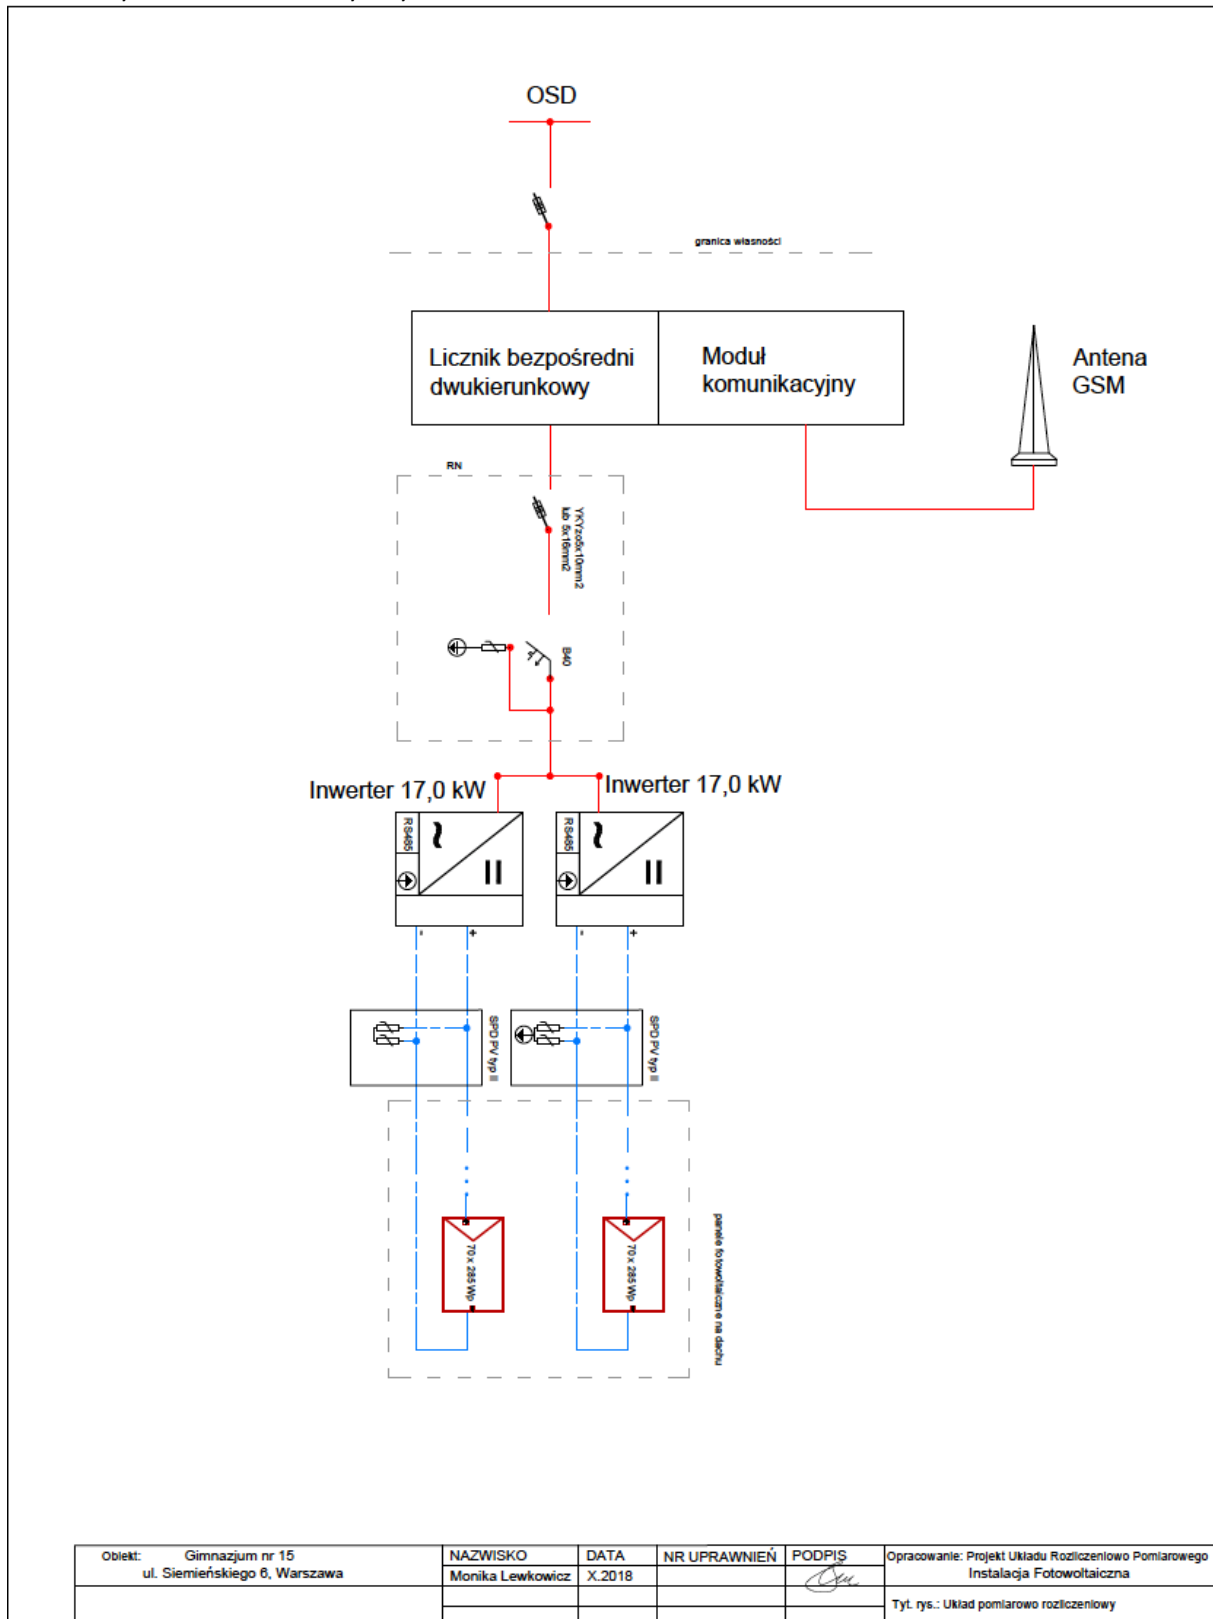 OSD
granica własności
Licznik bezpośredni
dwukierunkowy
Moduł
komunikacyjny
Antena
GSM
RN
YKYżo5x10mm2
lub 5x16mm2
B40
Inwerter 17,0 kW
Inwerter 17,0 kW
RS485
RS485
-
+
-
+
SPD PV typ II
SPD PV typ II
70 x 285 Wp
70 x 285 Wp
panele fotowoltaiczne na dachu
Obiekt: Gimnazjum nr 15
ul. Siemieńskiego 6, Warszawa
NAZWISKO
DATA
NR UPRAWNIEŃ
PODPIS
Monika Lewkowicz
X.2018
Opracowanie: Projekt Układu Rozliczeniowo Pomiarowego
Instalacja Fotowoltaiczna
Tyt. rys.: Układ pomiarowo rozliczeniowy